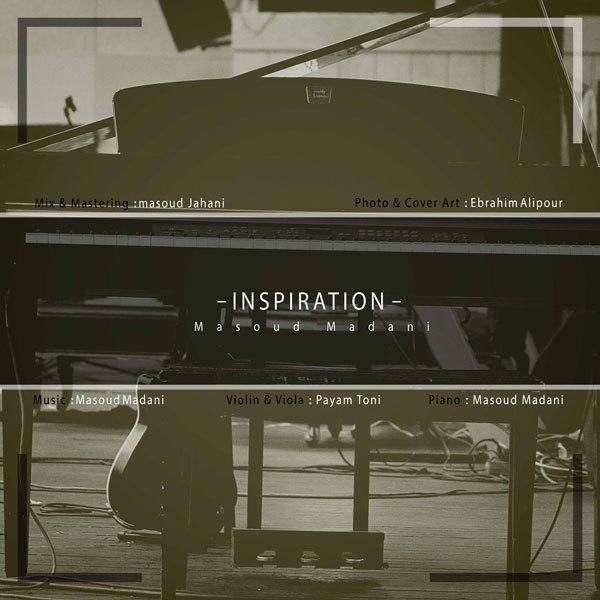 Mix & Mastering : masoud Jahani
Photo & Cover Art : Ebrahim Alipour
– INSPIRATION –
Masoud Madani
Music : Masoud Madani
Violin & Viola : Payam Toni
Piano : Masoud Madani